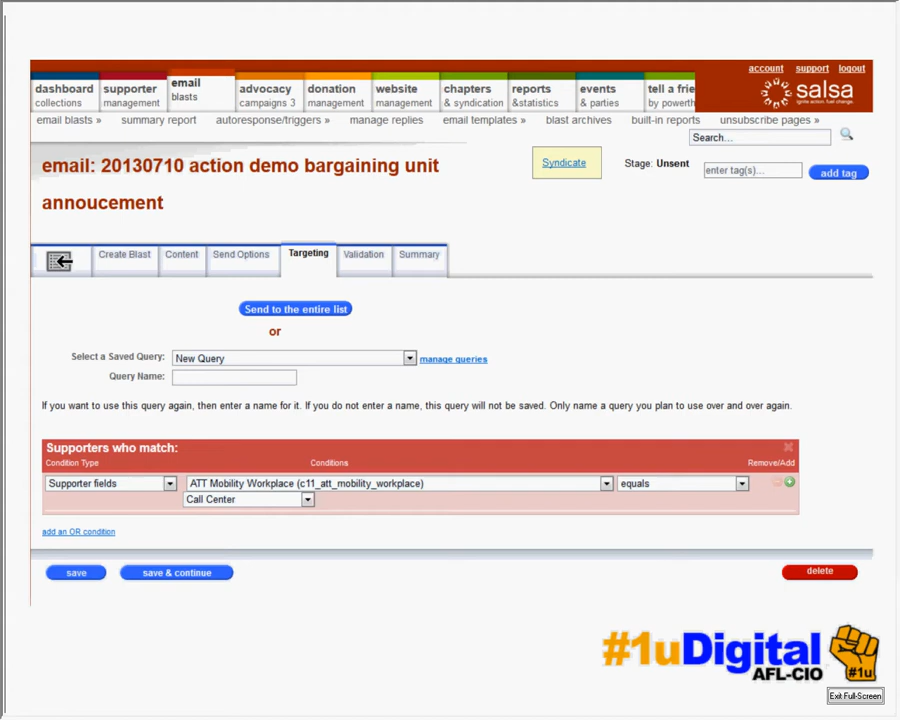 account support logout
dashboard supporter email advocacy donation website chapters reports events tell a frie
collections management blasts campaigns 3 management management & syndication &statistics & parties by powerth
salsa
email blasts » summary report autoresponse/triggers » manage replies email templates » blast archives built-in reports unsubscribe pages »
Search...
email: 20130710 action demo bargaining unit
annoucement
Syndicate
Stage: Unsent
enter tag(s)...
add tag
Create Blast Content Send Options Targeting Validation Summary
Send to the entire list
or
Select a Saved Query: New Query manage queries
Query Name:
If you want to use this query again, then enter a name for it. If you do not enter a name, this query will not be saved. Only name a query you plan to use over and over again.
Supporters who match:
Condition Type Conditions Remove/Add
Supporter fields ATT Mobility Workplace (c11_att_mobility_workplace) equals
Call Center
add an OR condition
save save & continue delete
#1uDigital
AFL-CIO
#1u
Exit Full-Screen